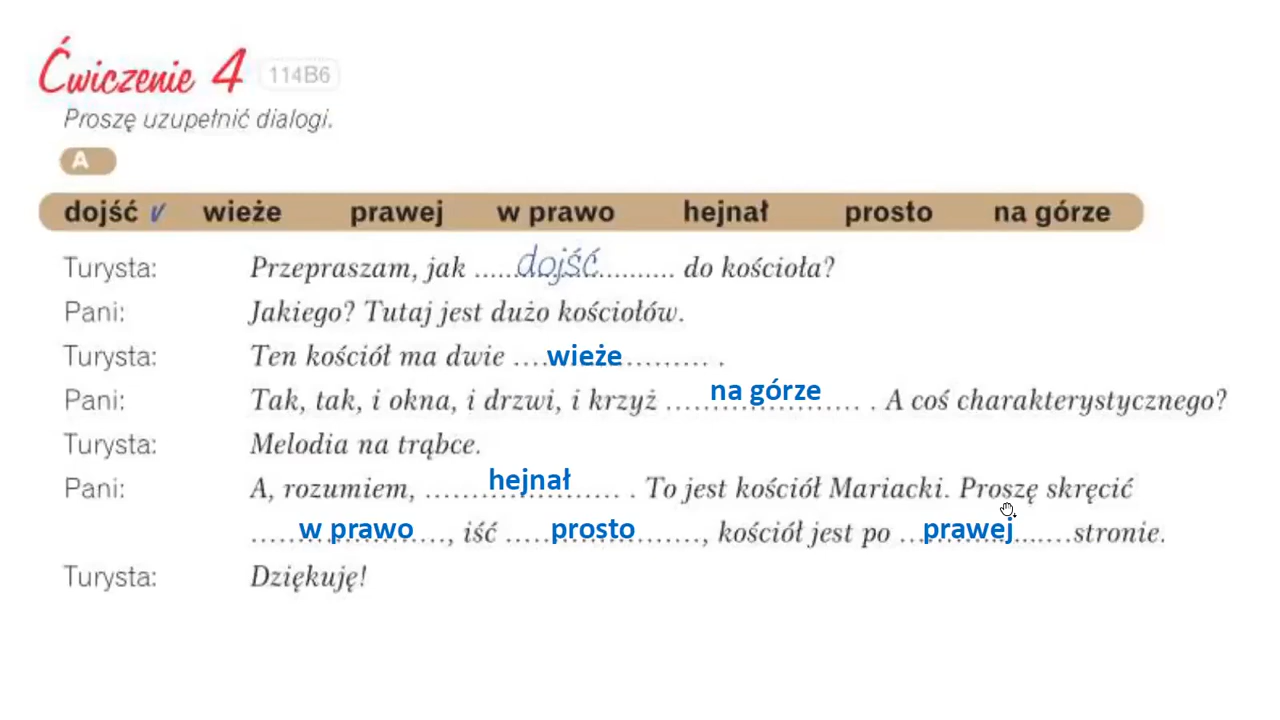 Ćwiczenie 4 114B6
Proszę uzupełnić dialogi.
A
dojść ✓ wieże prawej w prawo hejnał prosto na górze
Turysta: Przepraszam, jak ......dojść........... do kościoła?
Pani: Jakiego? Tutaj jest dużo kościołów.
Turysta: Ten kościół ma dwie ....wieże......... .
Pani: Tak, tak, i okna, i drzwi, i krzyż ......na górze......... . A coś charakterystycznego?
Turysta: Melodia na trąbce.
Pani: A, rozumiem, ......hejnał......... . To jest kościół Mariacki. Proszę skręcić
.....w prawo...., iść .....prosto......., kościół jest po ...prawej.......stronie.
Turysta: Dziękuję!